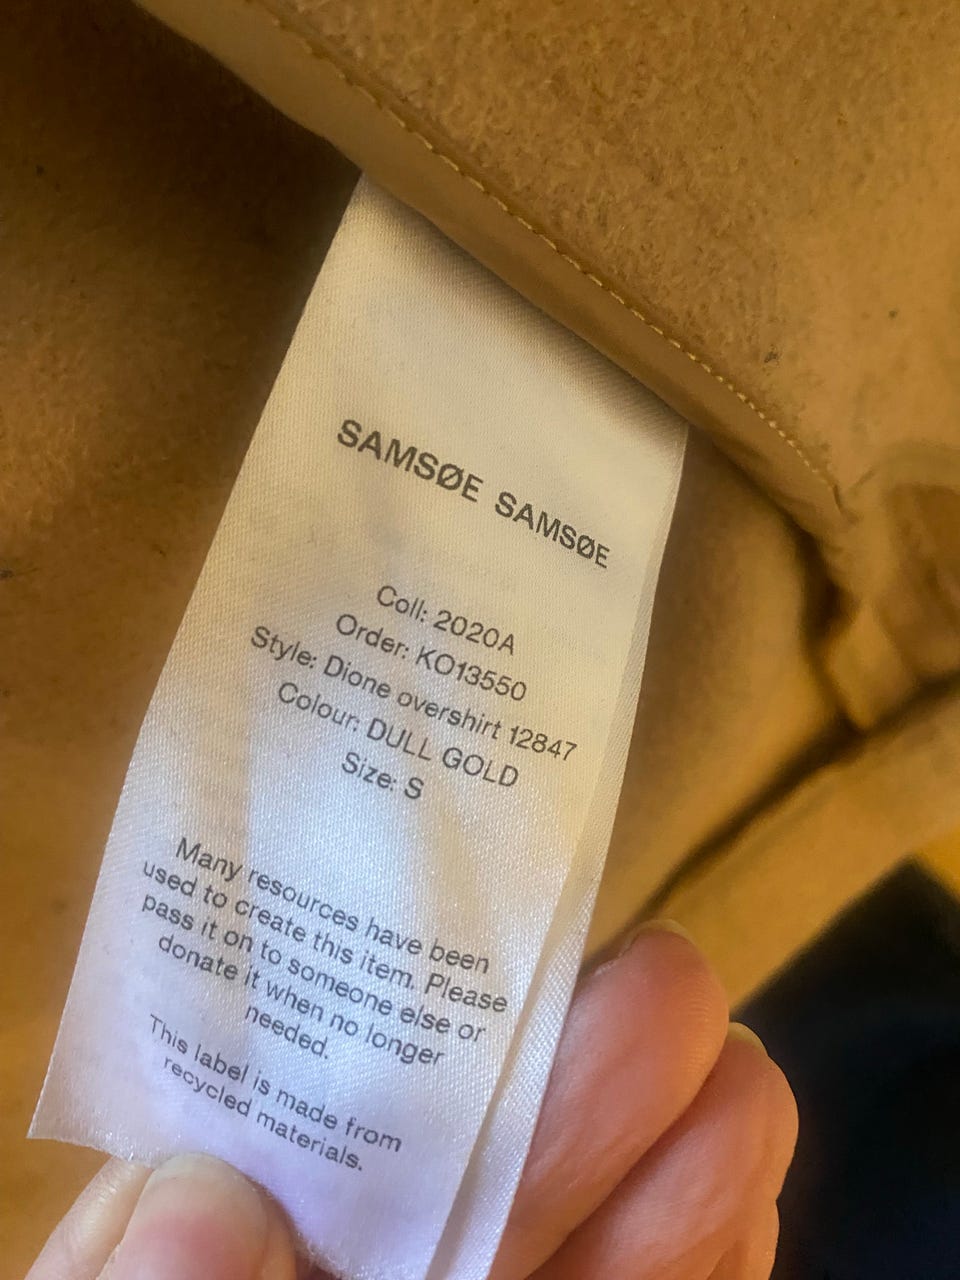 SAMSØE SAMSØE
Coll: 2020A
Order: KO13550
Style: Dione overshirt 12847
Colour: DULL GOLD
Size: S
Many resources have been
used to create this item. Please
pass it on to someone else or
donate it when no longer
needed.
This label is made from
recycled materials.